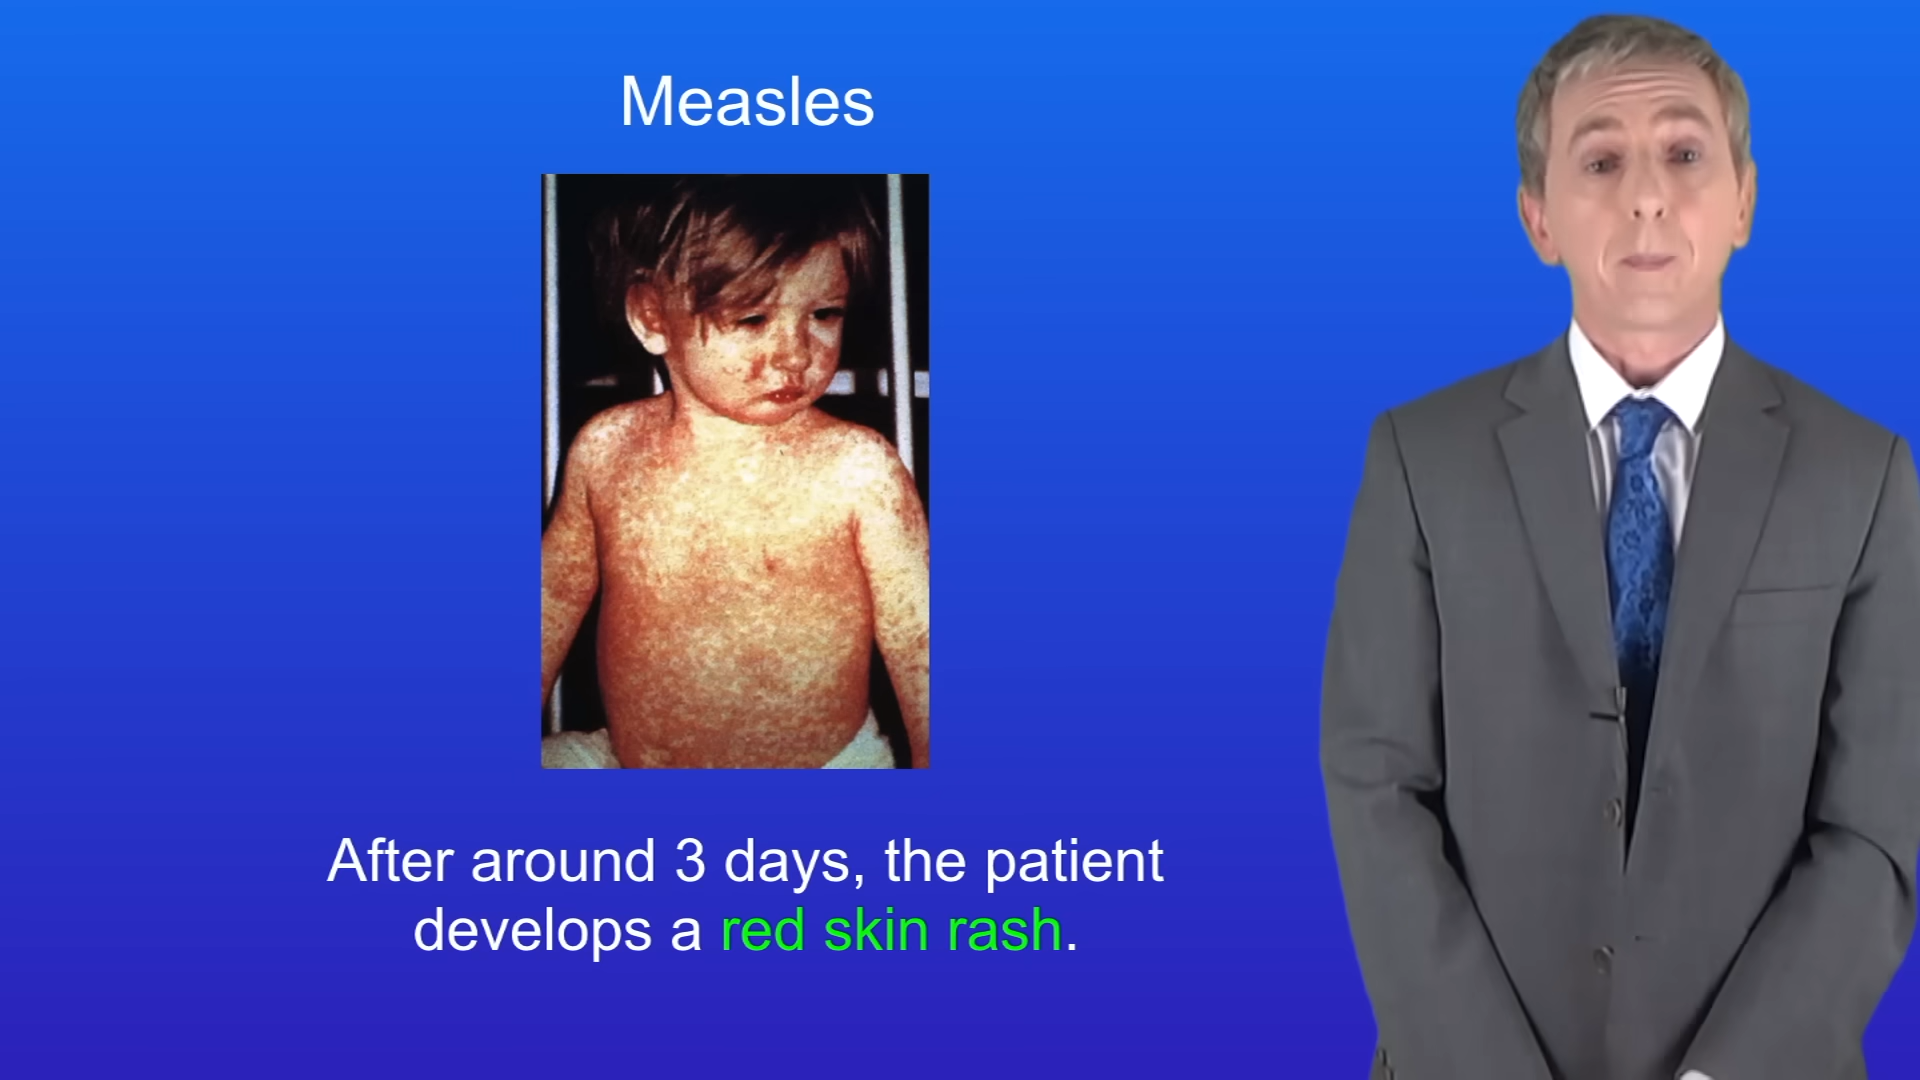 Measles
After around 3 days, the patient
develops a red skin rash.